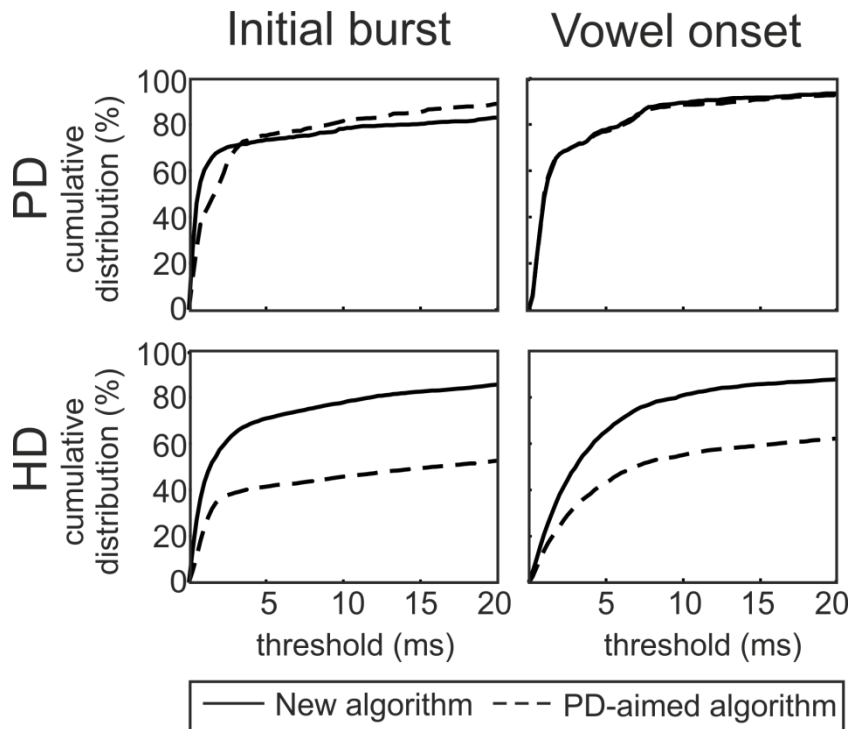 Initial burst
Vowel onset
PD
cumulative
distribution (%)
100
80
60
40
20
0
HD
cumulative
distribution (%)
100
80
60
40
20
0
5 10 15 20
5 10 15 20
threshold (ms)
threshold (ms)
New algorithm
PD-aimed algorithm